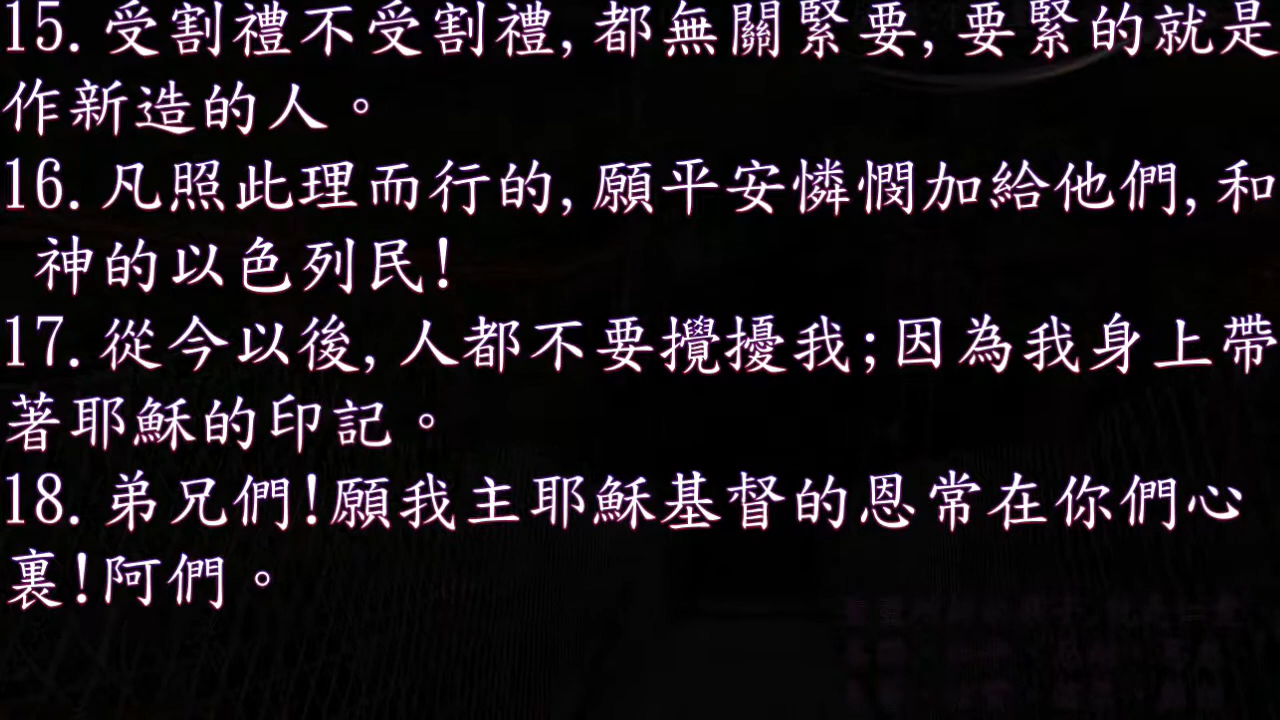 15.受割禮不受割禮,都無關緊要,要緊的就是
作新造的人。
16.凡照此理而行的,願平安憐憫加給他們,和
神的以色列民!
17.從今以後,人都不要攪擾我;因為我身上帶
著耶穌的印記。
18.弟兄們!願我主耶穌基督的恩常在你們心
裏!阿們。